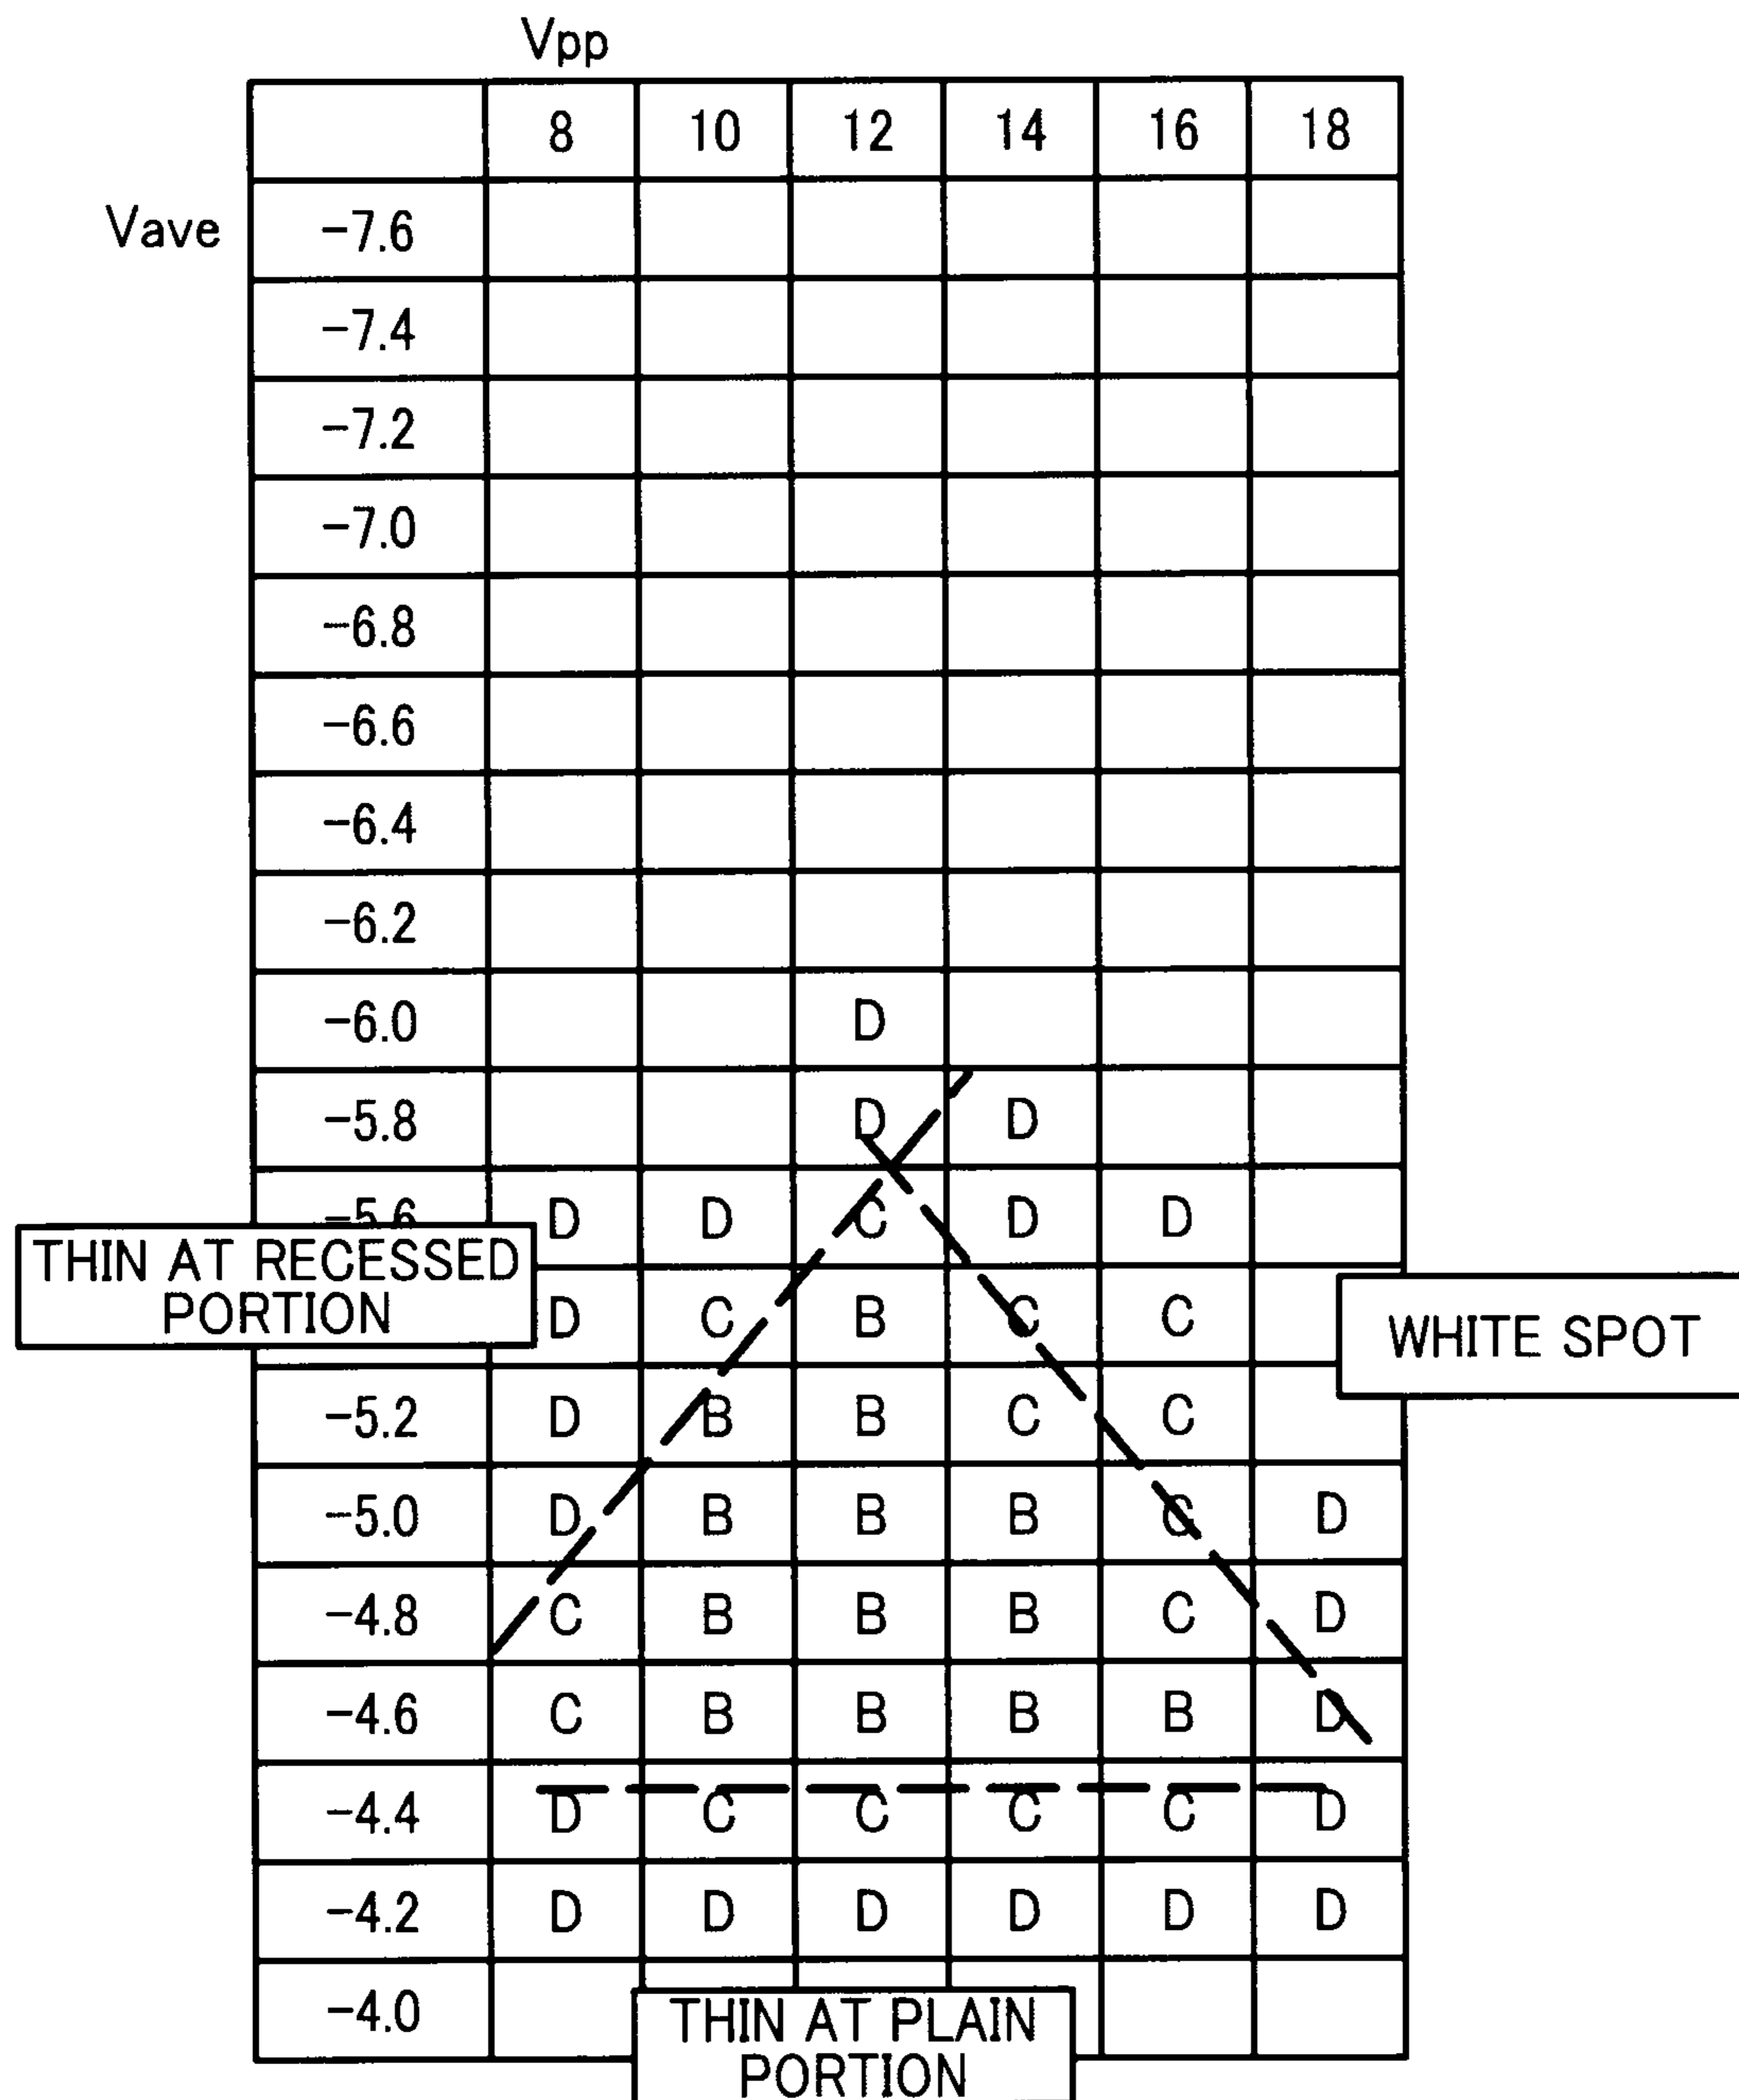 Vpp
8 10 12 14 16 18
Vave -7.6
-7.4
-7.2
-7.0
-6.8
-6.6
-6.4
-6.2
-6.0 D
-5.8 D D
-5.6 D D C D D
THIN AT RECESSED
PORTION
D C B C C
WHITE SPOT
-5.2 D B B C C
-5.0 D B B B C D
-4.8 C B B B C D
-4.6 C B B B B D
-4.4 D C C C C D
-4.2 D D D D D D
-4.0
THIN AT PLAIN
PORTION